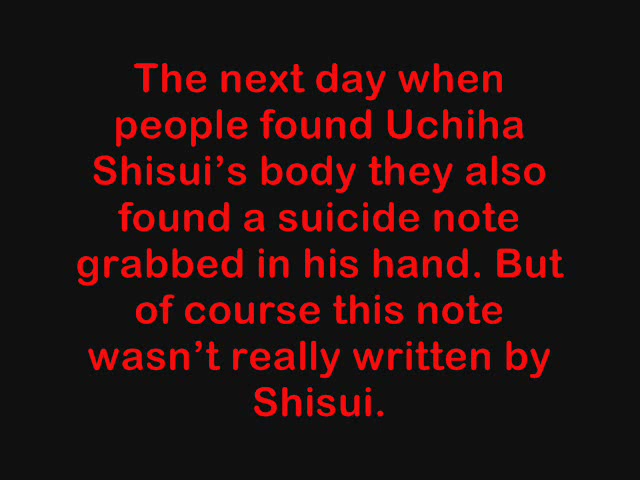 The next day when
people found Uchiha
Shisui’s body they also
found a suicide note
grabbed in his hand. But
of course this note
wasn’t really written by
Shisui.